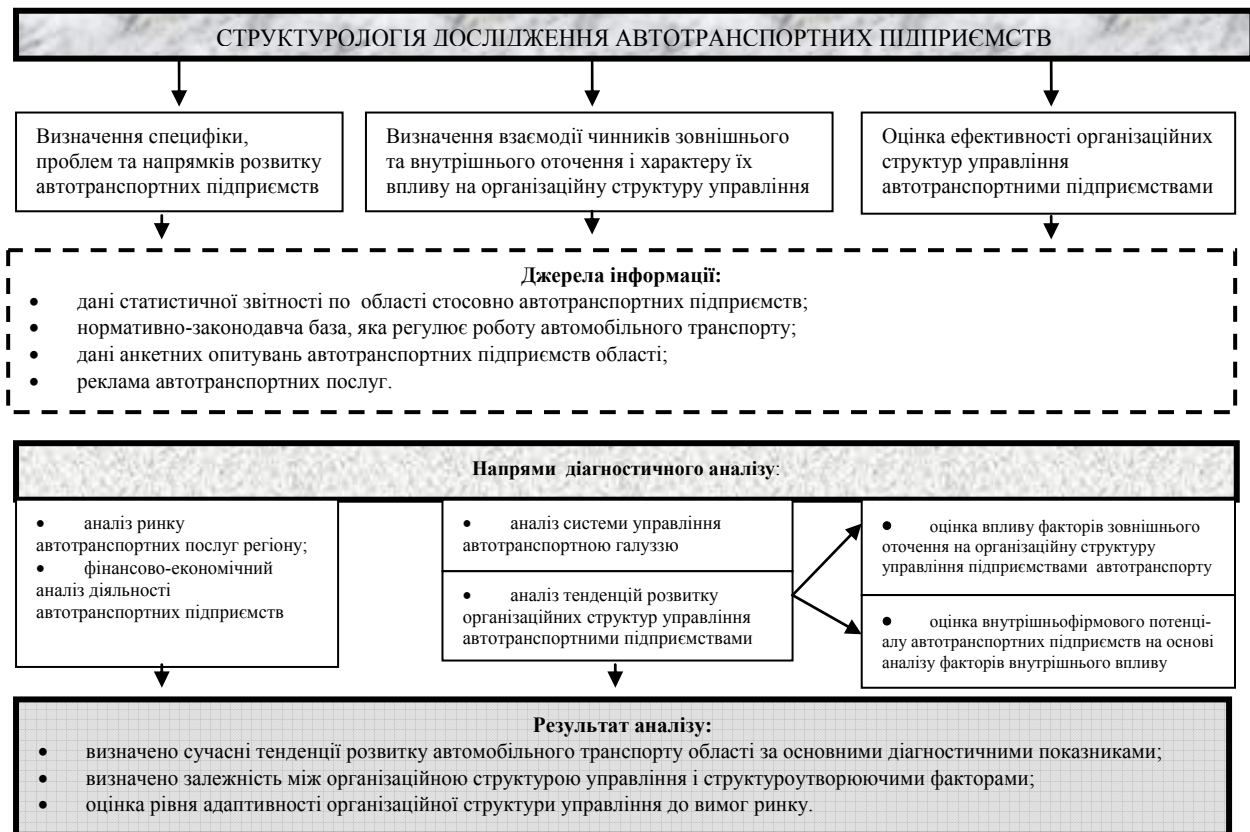 СТРУКТУРОЛОГІЯ ДОСЛІДЖЕННЯ АВТОТРАНСПОРТНИХ ПІДПРИЄМСТВ
Визначення специфіки,
проблем та напрямків розвитку
автотранспортних підприємств
Визначення взаємодії чинників зовнішнього
та внутрішнього оточення і характеру їх
впливу на організаційну структуру управління
Оцінка ефективності організаційних
структур управління
автотранспортними підприємствами
Джерела інформації:
• дані статистичної звітності по області стосовно автотранспортних підприємств;
• нормативно-законодавча база, яка регулює роботу автомобільного транспорту;
• дані анкетних опитувань автотранспортних підприємств області;
• реклама автотранспортних послуг.
Напрями діагностичного аналізу:
• аналіз ринку
автотранспортних послуг регіону;
• фінансово-економічний
аналіз діяльності
автотранспортних підприємств
• аналіз системи управління
автотранспортною галуззю
• аналіз тенденцій розвитку
організаційних структур управління
автотранспортними підприємствами
• оцінка впливу факторів зовнішнього
оточення на організаційну структуру
управління підприємствами автотранспорту
• оцінка внутрішньофірмового потенці-
алу автотранспортних підприємств на основі
аналізу факторів внутрішнього впливу
Результат аналізу:
• визначено сучасні тенденції розвитку автомобільного транспорту області за основними діагностичними показниками;
• визначено залежність між організаційною структурою управління і структуроутворюючими факторами;
• оцінка рівня адаптивності організаційної структури управління до вимог ринку.